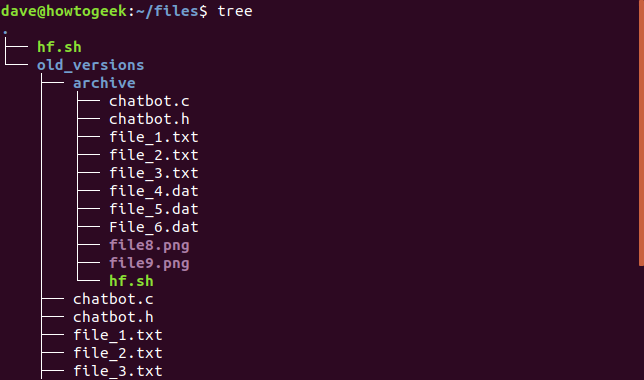 dave@howtogeek:~/files$ tree
.
├── hf.sh
└── old_versions
    ├── archive
    │   ├── chatbot.c
    │   ├── chatbot.h
    │   ├── file_1.txt
    │   ├── file_2.txt
    │   ├── file_3.txt
    │   ├── file_4.dat
    │   ├── file_5.dat
    │   ├── File_6.dat
    │   ├── file8.png
    │   ├── file9.png
    │   └── hf.sh
    ├── chatbot.c
    ├── chatbot.h
    ├── file_1.txt
    ├── file_2.txt
    ├── file_3.txt